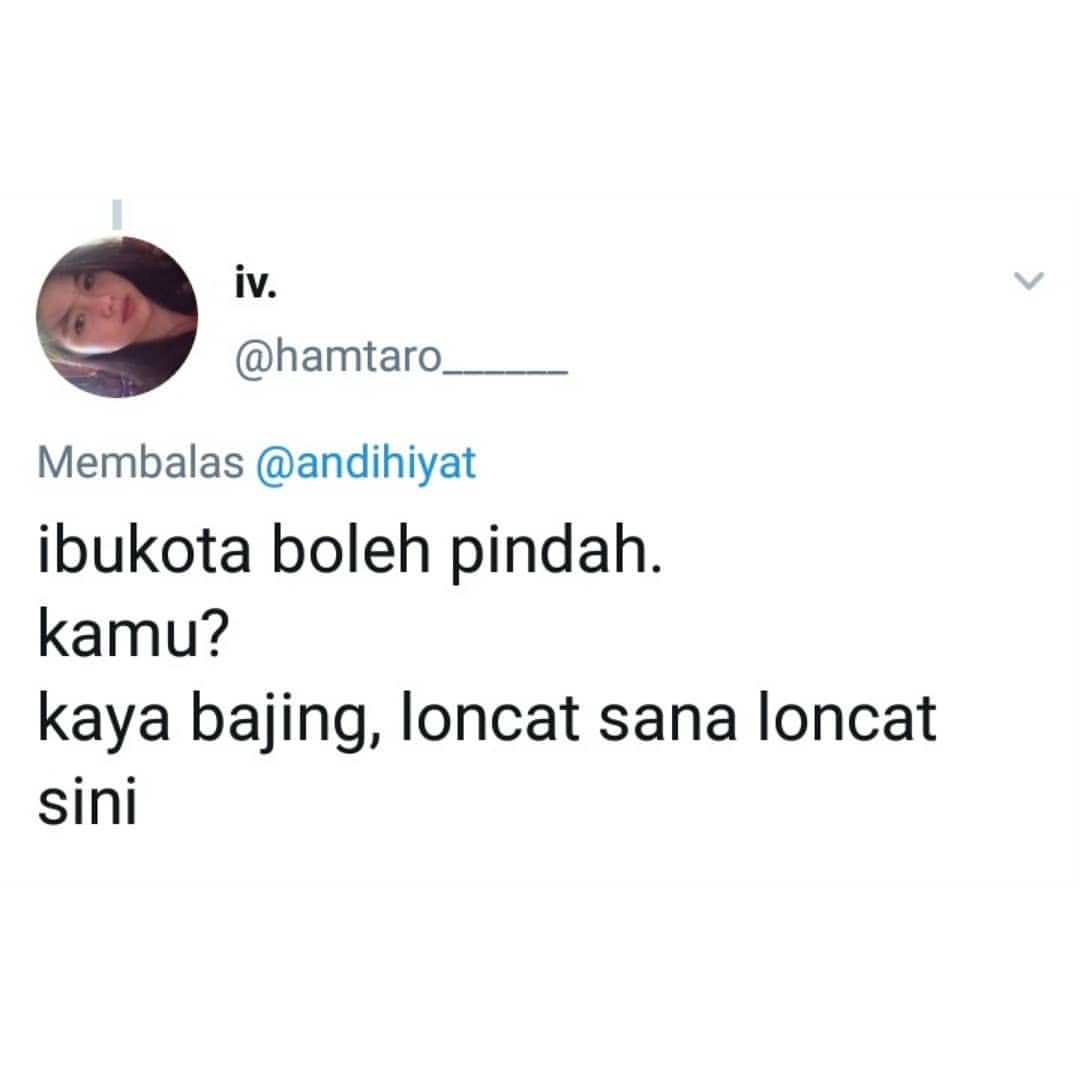 iv.
@hamtaro______
Membalas @andihiyat
ibukota boleh pindah.
kamu?
kaya bajing, loncat sana loncat
sini